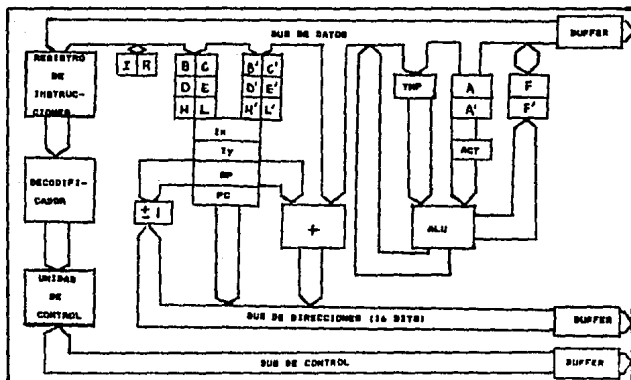 BUS DE DATOS
BUFFER
REGISTRO
DE
INSTRUC-
CIONES
I R
B C
D E
H L
B' C'
D' E'
H' L'
TMP
A
A'
F
F'
IX
IY
SP
PC
ACT
DECODIFI-
CADOR
± 1
+
ALU
UNIDAD
DE
CONTROL
BUS DE DIRECCIONES (16 BITS)
BUFFER
BUS DE CONTROL
BUFFER